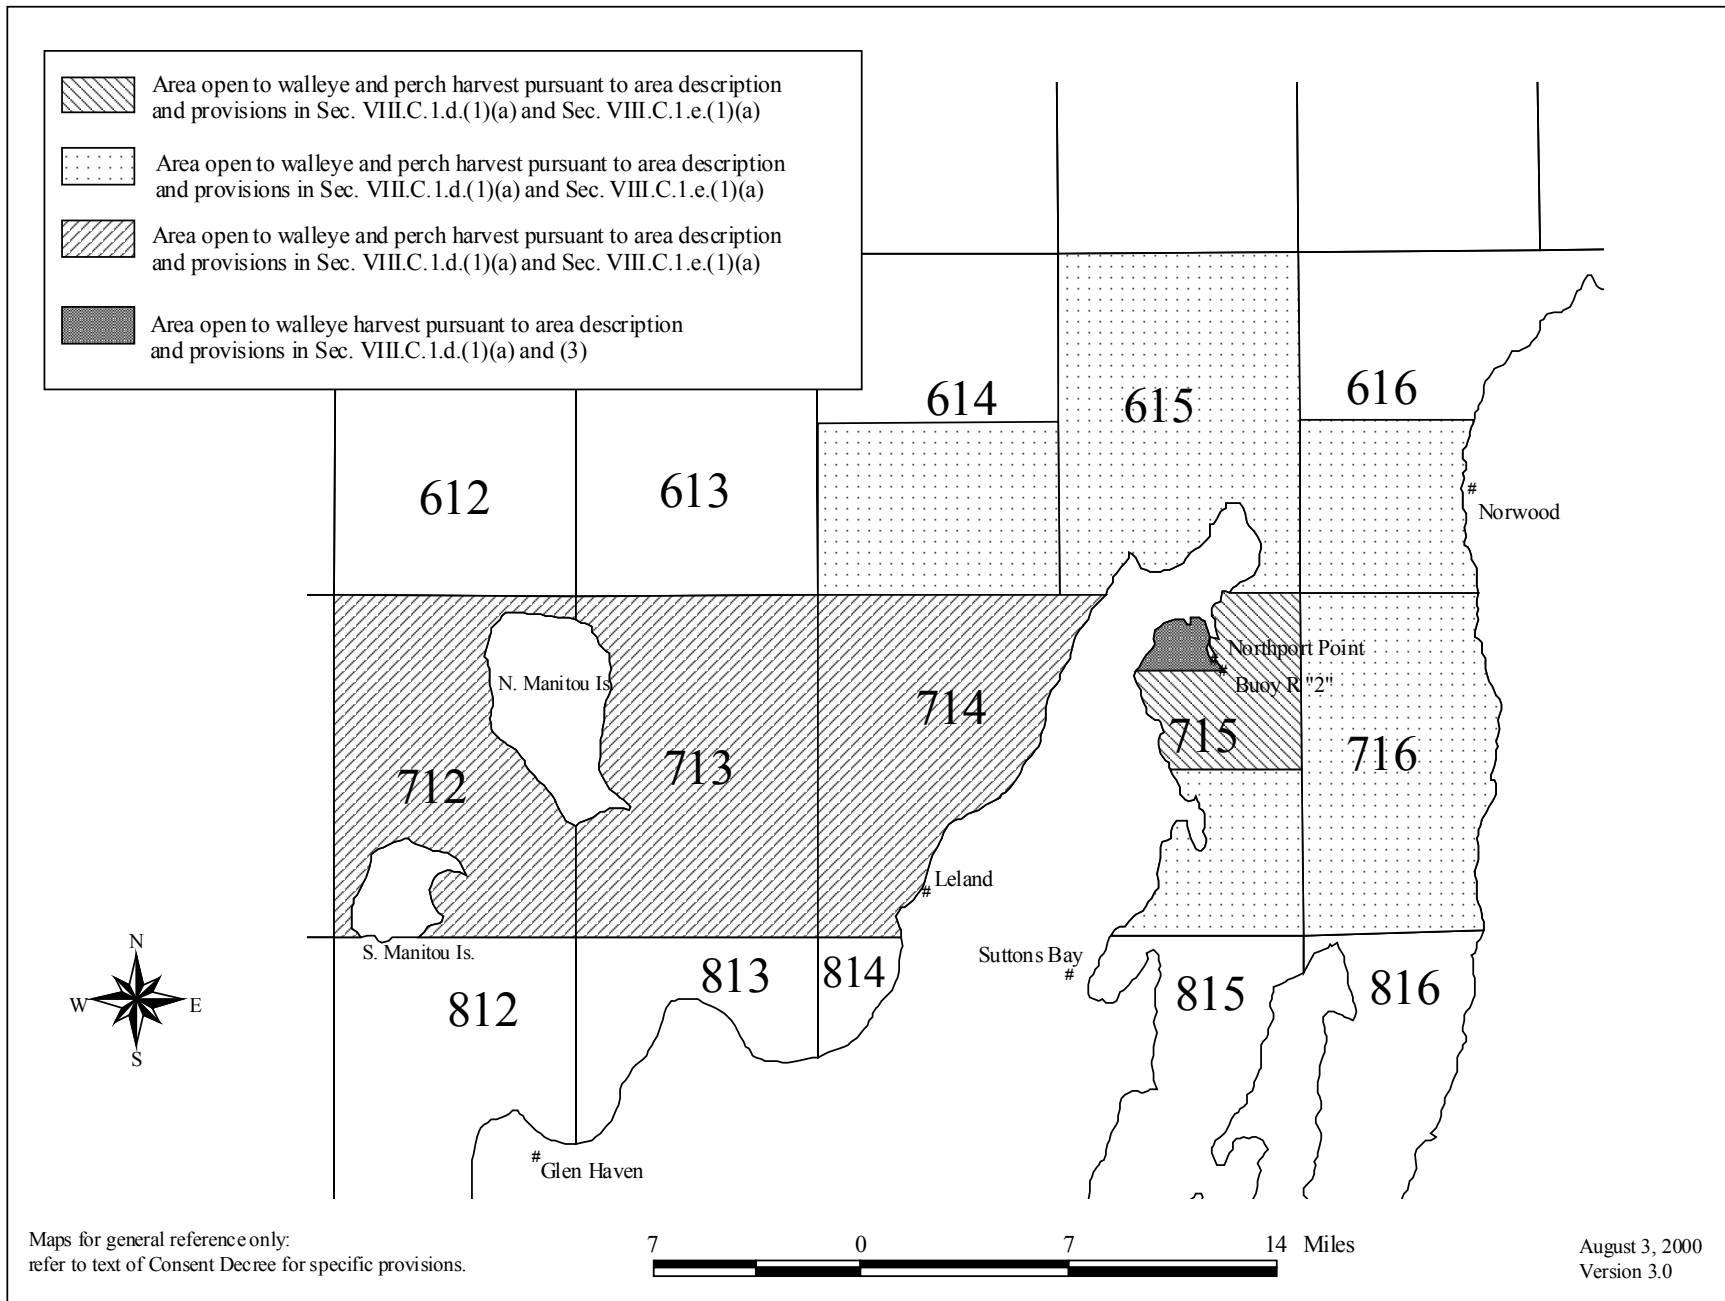 Area open to walleye and perch harvest pursuant to area description
and provisions in Sec. VIII.C.1.d.(1)(a) and Sec. VIII.C.1.e.(1)(a)
Area open to walleye and perch harvest pursuant to area description
and provisions in Sec. VIII.C.1.d.(1)(a) and Sec. VIII.C.1.e.(1)(a)
Area open to walleye and perch harvest pursuant to area description
and provisions in Sec. VIII.C.1.d.(1)(a) and Sec. VIII.C.1.e.(1)(a)
Area open to walleye harvest pursuant to area description
and provisions in Sec. VIII.C.1.d.(1)(a) and (3)
614
615
616
612
613
#
Norwood
N. Manitou Is
# Northport Point
# Buoy R "2"
714
715
716
712
713
# Leland
S. Manitou Is.
Suttons Bay
#
812
813
814
815
816
N
W
E
S
#
Glen Haven
Maps for general reference only:
refer to text of Consent Decree for specific provisions.
7 0 7 14 Miles
August 3, 2000
Version 3.0